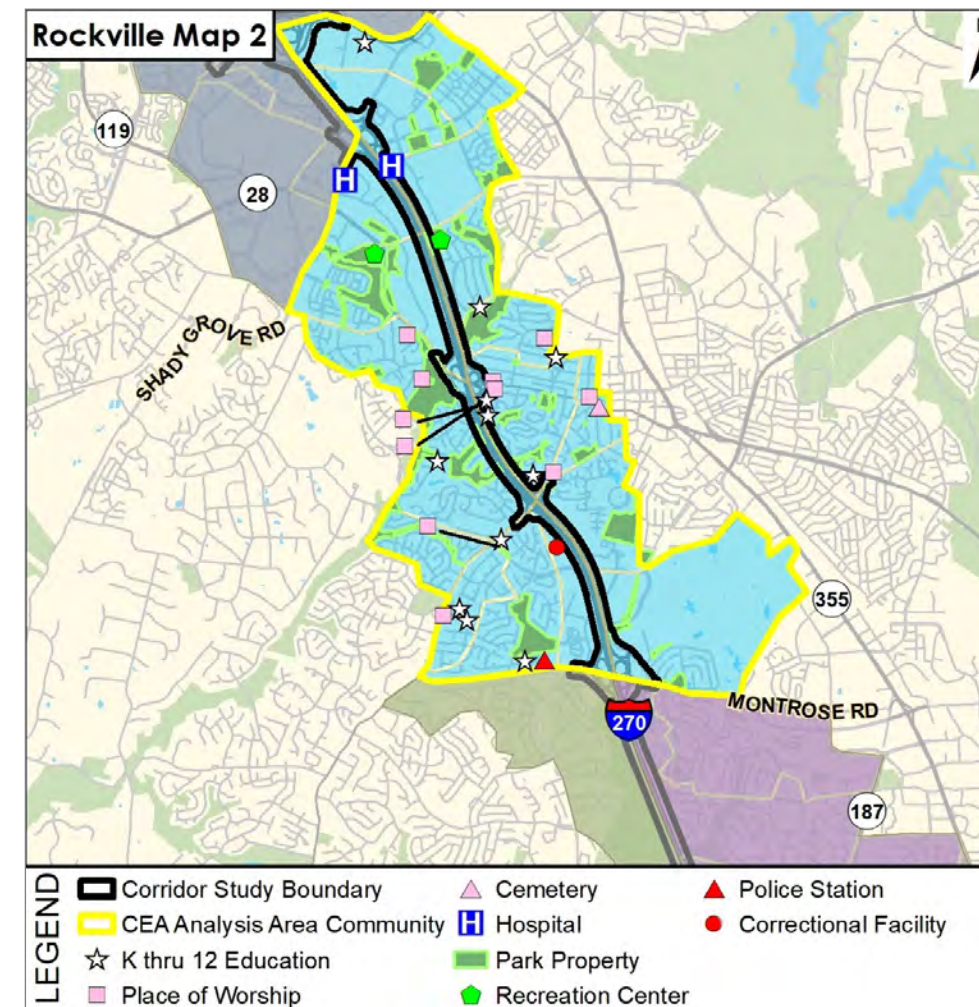 Rockville Map 2
119
28
H
H
SHADY GROVE RD
355
MONTROSE RD
270
187
LEGEND
Corridor Study Boundary
CEA Analysis Area Community
K thru 12 Education
Place of Worship
Cemetery
H Hospital
Park Property
Recreation Center
Police Station
Correctional Facility